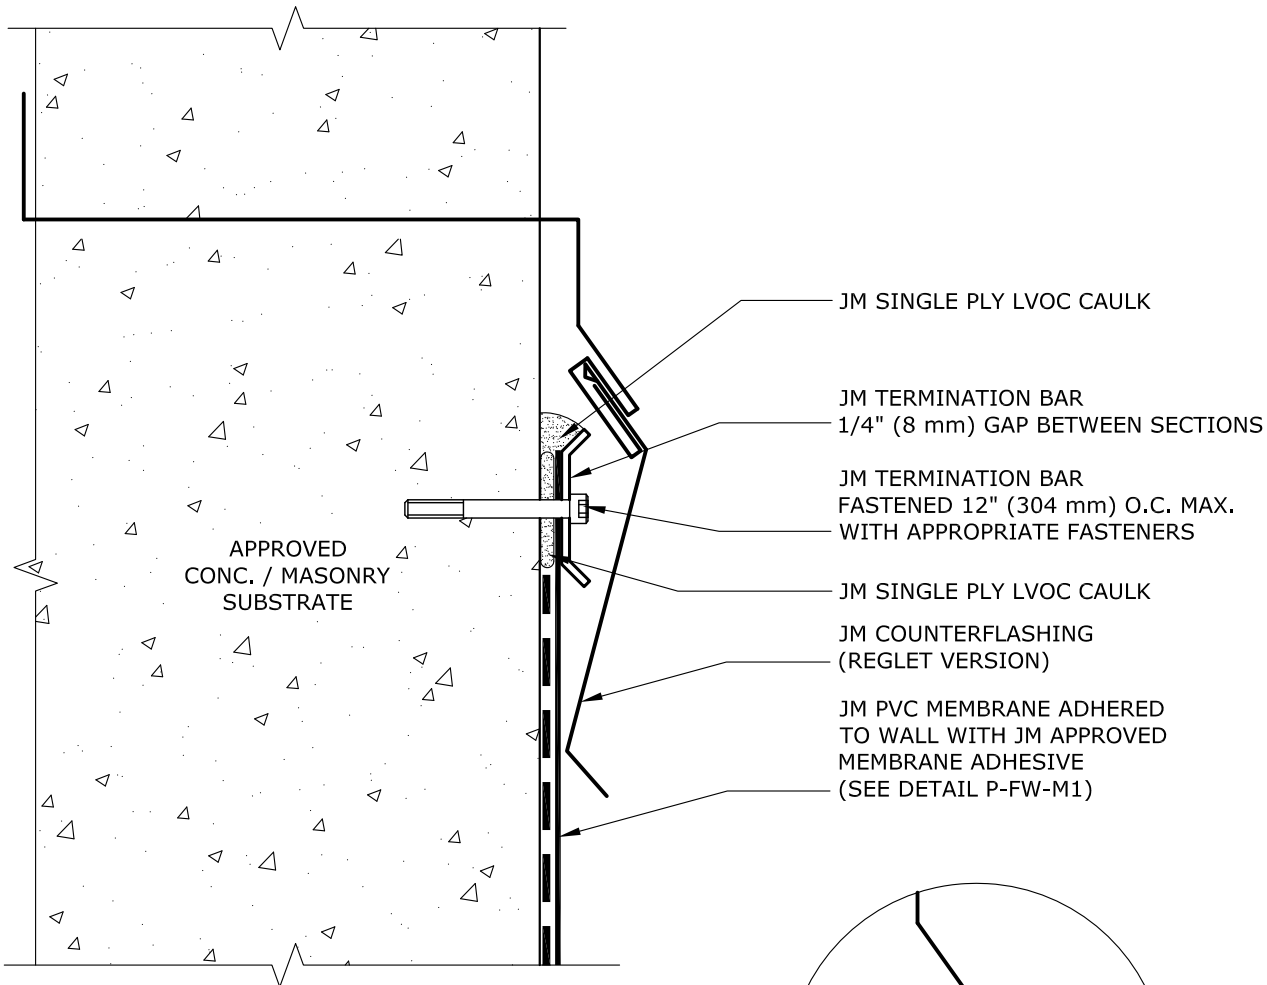 JM SINGLE PLY LVOC CAULK
JM TERMINATION BAR
1/4" (8 mm) GAP BETWEEN SECTIONS
JM TERMINATION BAR
FASTENED 12" (304 mm) O.C. MAX.
WITH APPROPRIATE FASTENERS
APPROVED
CONC. / MASONRY
SUBSTRATE
JM SINGLE PLY LVOC CAULK
JM COUNTERFLASHING
(REGLET VERSION)
JM PVC MEMBRANE ADHERED
TO WALL WITH JM APPROVED
MEMBRANE ADHESIVE
(SEE DETAIL P-FW-M1)